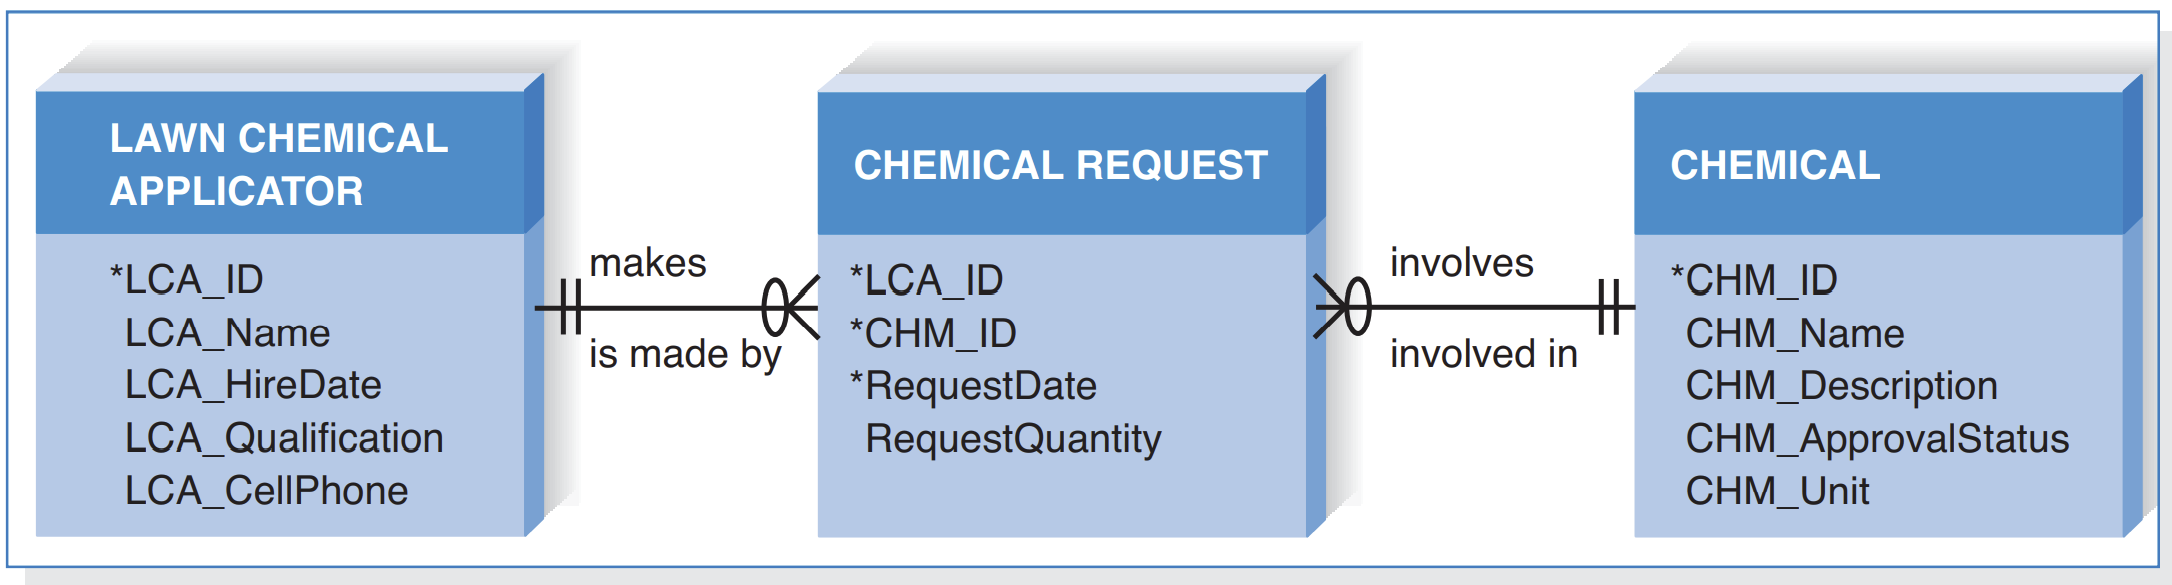 LAWN CHEMICAL
APPLICATOR
*LCA_ID
LCA_Name
LCA_HireDate
LCA_Qualification
LCA_CellPhone
makes
is made by
CHEMICAL REQUEST
*LCA_ID
*CHM_ID
*RequestDate
RequestQuantity
involves
involved in
CHEMICAL
*CHM_ID
CHM_Name
CHM_Description
CHM_ApprovalStatus
CHM_Unit